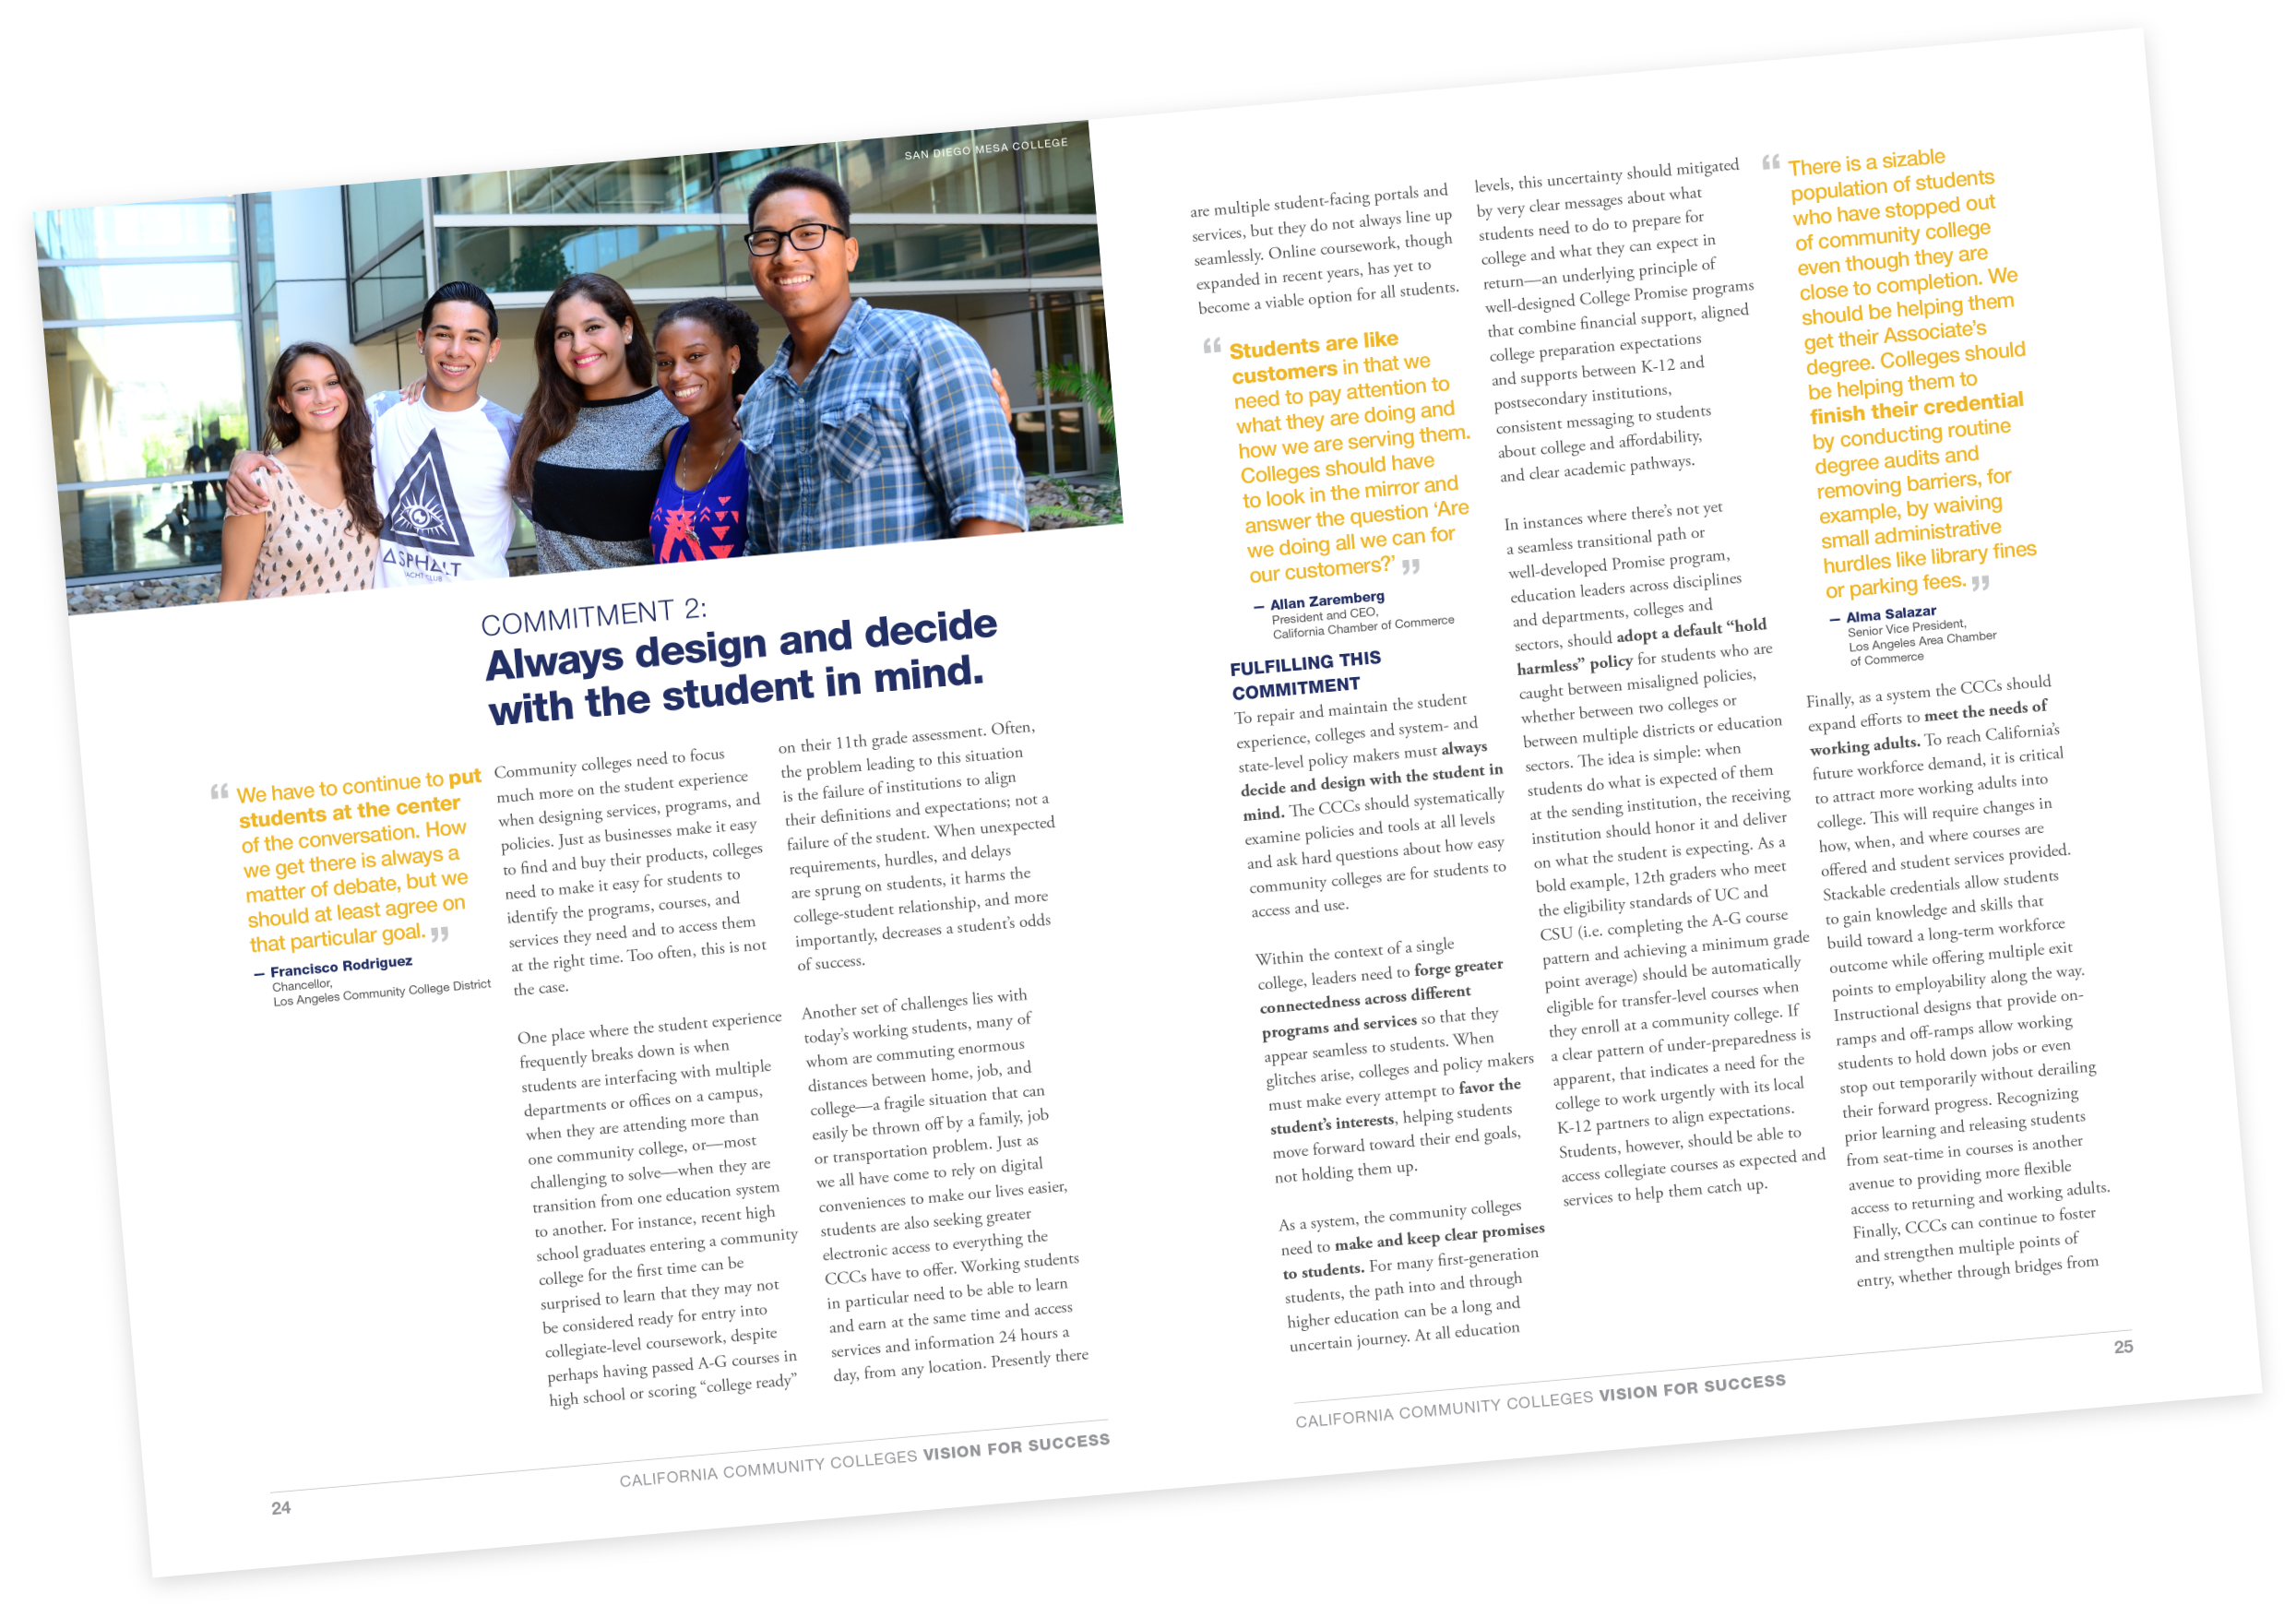 SAN DIEGO MESA COLLEGE
ASPHALT
YACHT CLUB
COMMITMENT 2:
Always design and decide
with the student in mind.
“ We have to continue to put
students at the center
of the conversation. How
we get there is always a
matter of debate, but we
should at least agree on
that particular goal. ”
— Francisco Rodriguez
Chancellor,
Los Angeles Community College District
Community colleges need to focus
much more on the student experience
when designing services, programs, and
policies. Just as businesses make it easy
to find and buy their products, colleges
need to make it easy for students to
identify the programs, courses, and
services they need and to access them
at the right time. Too often, this is not
the case.
One place where the student experience
frequently breaks down is when
students are interfacing with multiple
departments or offices on a campus,
when they are attending more than
one community college, or—most
challenging to solve—when they are
transition from one education system
to another. For instance, recent high
school graduates entering a community
college for the first time can be
surprised to learn that they may not
be considered ready for entry into
collegiate-level coursework, despite
perhaps having passed A-G courses in
high school or scoring “college ready”
on their 11th grade assessment. Often,
the problem leading to this situation
is the failure of institutions to align
their definitions and expectations; not a
failure of the student. When unexpected
requirements, hurdles, and delays
are sprung on students, it harms the
college-student relationship, and more
importantly, decreases a student’s odds
of success.
Another set of challenges lies with
today’s working students, many of
whom are commuting enormous
distances between home, job, and
college—a fragile situation that can
easily be thrown off by a family, job
or transportation problem. Just as
we all have come to rely on digital
conveniences to make our lives easier,
students are also seeking greater
electronic access to everything the
CCCs have to offer. Working students
in particular need to be able to learn
and earn at the same time and access
services and information 24 hours a
day, from any location. Presently there
24
CALIFORNIA COMMUNITY COLLEGES VISION FOR SUCCESS
are multiple student-facing portals and
services, but they do not always line up
seamlessly. Online coursework, though
expanded in recent years, has yet to
become a viable option for all students.
“ Students are like
customers in that we
need to pay attention to
what they are doing and
how we are serving them.
Colleges should have
to look in the mirror and
answer the question ‘Are
we doing all we can for
our customers?’ ”
— Allan Zaremberg
President and CEO,
California Chamber of Commerce
FULFILLING THIS
COMMITMENT
To repair and maintain the student
experience, colleges and system- and
state-level policy makers must always
decide and design with the student in
mind. The CCCs should systematically
examine policies and tools at all levels
and ask hard questions about how easy
community colleges are for students to
access and use.
Within the context of a single
college, leaders need to forge greater
connectedness across different
programs and services so that they
appear seamless to students. When
glitches arise, colleges and policy makers
must make every attempt to favor the
student’s interests, helping students
move forward toward their end goals,
not holding them up.
As a system, the community colleges
need to make and keep clear promises
to students. For many first-generation
students, the path into and through
higher education can be a long and
uncertain journey. At all education
levels, this uncertainty should mitigated
by very clear messages about what
students need to do to prepare for
college and what they can expect in
return—an underlying principle of
well-designed College Promise programs
that combine financial support, aligned
college preparation expectations
and supports between K-12 and
postsecondary institutions,
consistent messaging to students
about college and affordability,
and clear academic pathways.
In instances where there’s not yet
a seamless transitional path or
well-developed Promise program,
education leaders across disciplines
and departments, colleges and
sectors, should adopt a default “hold
harmless” policy for students who are
caught between misaligned policies,
whether between two colleges or
between multiple districts or education
sectors. The idea is simple: when
students do what is expected of them
at the sending institution, the receiving
institution should honor it and deliver
on what the student is expecting. As a
bold example, 12th graders who meet
the eligibility standards of UC and
CSU (i.e. completing the A-G course
pattern and achieving a minimum grade
point average) should be automatically
eligible for transfer-level courses when
they enroll at a community college. If
a clear pattern of under-preparedness is
apparent, that indicates a need for the
college to work urgently with its local
K-12 partners to align expectations.
Students, however, should be able to
access collegiate courses as expected and
services to help them catch up.
“ There is a sizable
population of students
who have stopped out
of community college
even though they are
close to completion. We
should be helping them
get their Associate’s
degree. Colleges should
be helping them to
finish their credential
by conducting routine
degree audits and
removing barriers, for
example, by waiving
small administrative
hurdles like library fines
or parking fees. ”
— Alma Salazar
Senior Vice President,
Los Angeles Area Chamber
of Commerce
Finally, as a system the CCCs should
expand efforts to meet the needs of
working adults. To reach California’s
future workforce demand, it is critical
to attract more working adults into
college. This will require changes in
how, when, and where courses are
offered and student services provided.
Stackable credentials allow students
to gain knowledge and skills that
build toward a long-term workforce
outcome while offering multiple exit
points to employability along the way.
Instructional designs that provide on-
ramps and off-ramps allow working
students to hold down jobs or even
stop out temporarily without derailing
their forward progress. Recognizing
prior learning and releasing students
from seat-time in courses is another
avenue to providing more flexible
access to returning and working adults.
Finally, CCCs can continue to foster
and strengthen multiple points of
entry, whether through bridges from
CALIFORNIA COMMUNITY COLLEGES VISION FOR SUCCESS
25